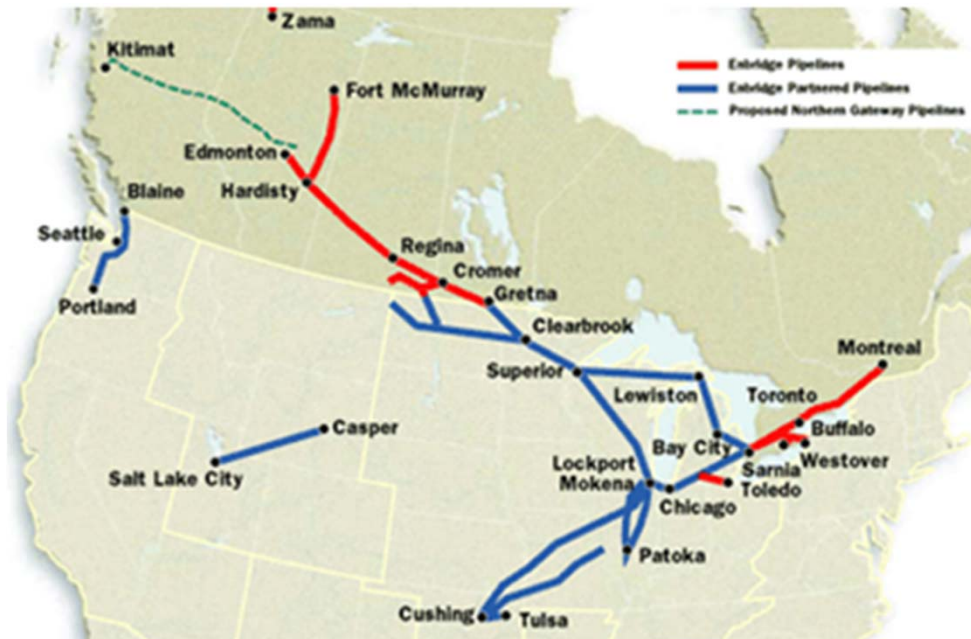 Zama
Kitimat
Enbridge Pipelines
Enbridge Partnered Pipelines
Proposed Northern Gateway Pipelines
Fort McMurray
Edmonton
Hardisty
Blaine
Seattle
Regina
Cromer
Gretna
Portland
Clearbrook
Superior
Montreal
Lewiston
Toronto
Buffalo
Casper
Bay City
Westover
Sarnia
Salt Lake City
Lockport
Mokena
Toledo
Chicago
Patoka
Cushing
Tulsa